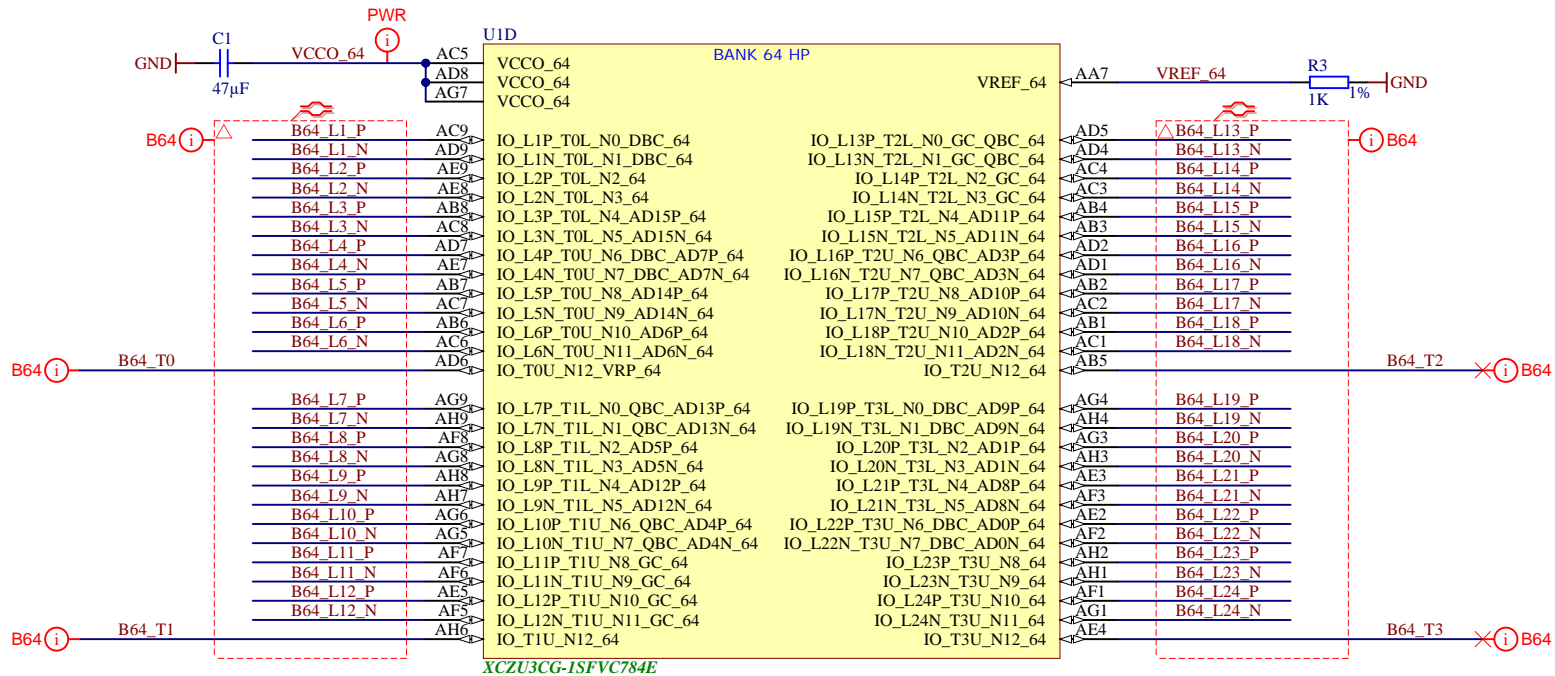 PWR
i
C1
GND
47µF
VCCO_64
U1D
BANK 64 HP
AC5 VCCO_64
AD8 VCCO_64
AG7 VCCO_64
VREF_64 AA7 VREF_64
R3
1K
1%
GND
B64 i
i B64
B64_L1_P AC9 IO_L1P_T0L_N0_DBC_64 IO_L13P_T2L_N0_GC_QBC_64 AD5 B64_L13_P
B64_L1_N AD9 IO_L1N_T0L_N1_DBC_64 IO_L13N_T2L_N1_GC_QBC_64 AD4 B64_L13_N
B64_L2_P AE9 IO_L2P_T0L_N2_64 IO_L14P_T2L_N2_GC_64 AC4 B64_L14_P
B64_L2_N AE8 IO_L2N_T0L_N3_64 IO_L14N_T2L_N3_GC_64 AC3 B64_L14_N
B64_L3_P AB8 IO_L3P_T0L_N4_AD15P_64 IO_L15P_T2L_N4_AD11P_64 AB4 B64_L15_P
B64_L3_N AC8 IO_L3N_T0L_N5_AD15N_64 IO_L15N_T2L_N5_AD11N_64 AB3 B64_L15_N
B64_L4_P AD7 IO_L4P_T0U_N6_DBC_AD7P_64 IO_L16P_T2U_N6_QBC_AD3P_64 AD2 B64_L16_P
B64_L4_N AE7 IO_L4N_T0U_N7_DBC_AD7N_64 IO_L16N_T2U_N7_QBC_AD3N_64 AD1 B64_L16_N
B64_L5_P AB7 IO_L5P_T0U_N8_AD14P_64 IO_L17P_T2U_N8_AD10P_64 AB2 B64_L17_P
B64_L5_N AC7 IO_L5N_T0U_N9_AD14N_64 IO_L17N_T2U_N9_AD10N_64 AC2 B64_L17_N
B64_L6_P AB6 IO_L6P_T0U_N10_AD6P_64 IO_L18P_T2U_N10_AD2P_64 AB1 B64_L18_P
B64_L6_N AC6 IO_L6N_T0U_N11_AD6N_64 IO_L18N_T2U_N11_AD2N_64 AC1 B64_L18_N
B64 i B64_T0 AD6 IO_T0U_N12_VRP_64 IO_T2U_N12_64 AB5 B64_T2 i B64
B64_L7_P AG9 IO_L7P_T1L_N0_QBC_AD13P_64 IO_L19P_T3L_N0_DBC_AD9P_64 AG4 B64_L19_P
B64_L7_N AH9 IO_L7N_T1L_N1_QBC_AD13N_64 IO_L19N_T3L_N1_DBC_AD9N_64 AH4 B64_L19_N
B64_L8_P AF8 IO_L8P_T1L_N2_AD5P_64 IO_L20P_T3L_N2_AD1P_64 AG3 B64_L20_P
B64_L8_N AG8 IO_L8N_T1L_N3_AD5N_64 IO_L20N_T3L_N3_AD1N_64 AH3 B64_L20_N
B64_L9_P AH8 IO_L9P_T1L_N4_AD12P_64 IO_L21P_T3L_N4_AD8P_64 AE3 B64_L21_P
B64_L9_N AH7 IO_L9N_T1L_N5_AD12N_64 IO_L21N_T3L_N5_AD8N_64 AF3 B64_L21_N
B64_L10_P AG6 IO_L10P_T1U_N6_QBC_AD4P_64 IO_L22P_T3U_N6_DBC_AD0P_64 AE2 B64_L22_P
B64_L10_N AG5 IO_L10N_T1U_N7_QBC_AD4N_64 IO_L22N_T3U_N7_DBC_AD0N_64 AF2 B64_L22_N
B64_L11_P AF7 IO_L11P_T1U_N8_GC_64 IO_L23P_T3U_N8_64 AH2 B64_L23_P
B64_L11_N AF6 IO_L11N_T1U_N9_GC_64 IO_L23N_T3U_N9_64 AH1 B64_L23_N
B64_L12_P AE5 IO_L12P_T1U_N10_GC_64 IO_L24P_T3U_N10_64 AF1 B64_L24_P
B64_L12_N AF5 IO_L12N_T1U_N11_GC_64 IO_L24N_T3U_N11_64 AG1 B64_L24_N
B64 i B64_T1 AH6 IO_T1U_N12_64 IO_T3U_N12_64 AE4 B64_T3 i B64
XCZU3CG-1SFVC784E